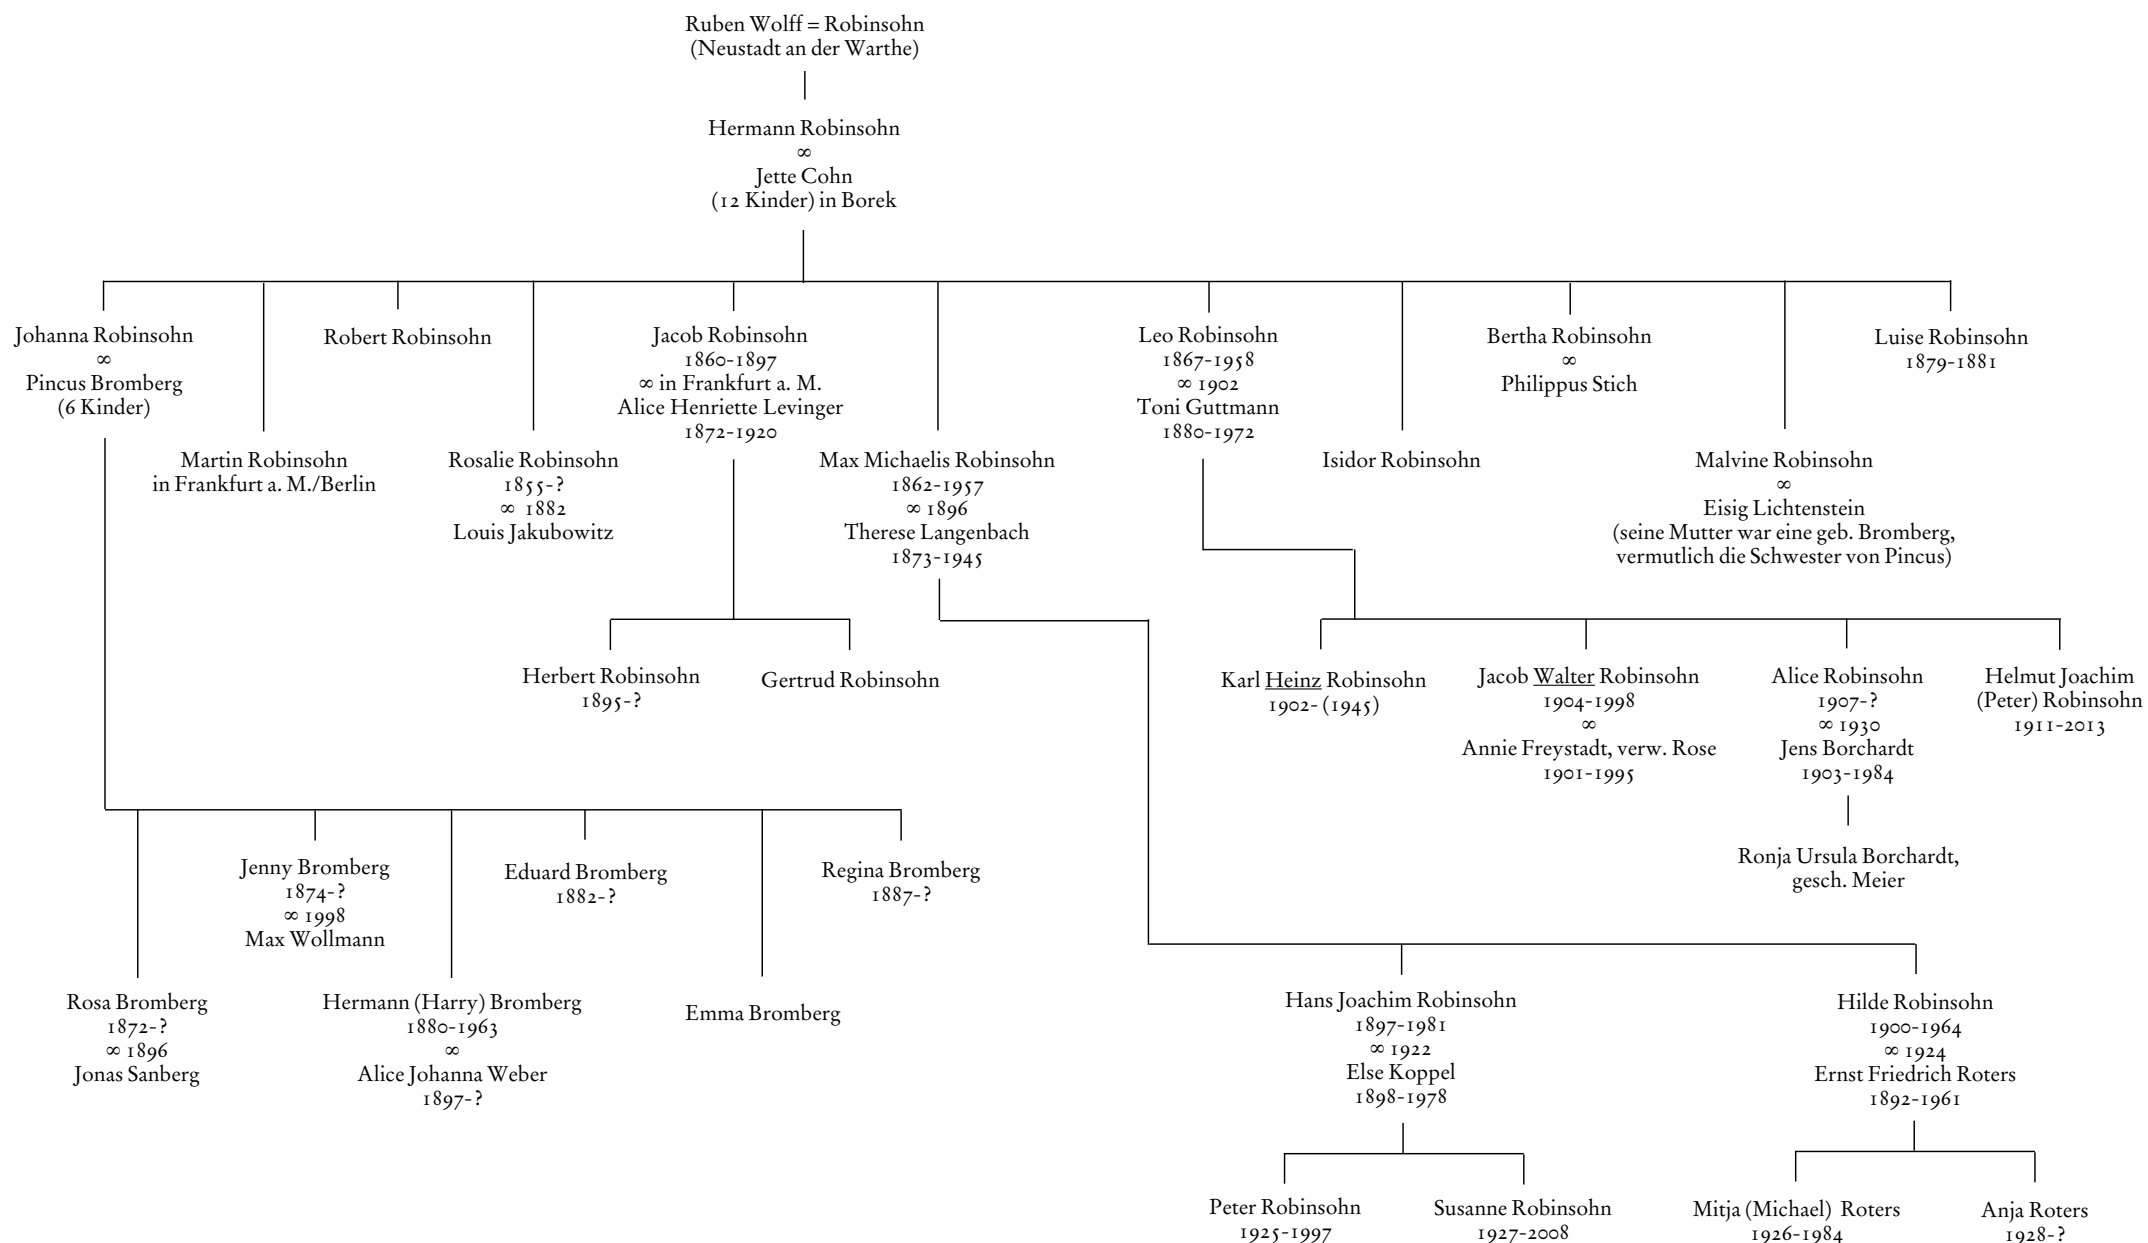 Ruben Wolff = Robinsohn
(Neustadt an der Warthe)
Hermann Robinsohn
∞
Jette Cohn
(12 Kinder) in Borek
Johanna Robinsohn
∞
Pincus Bromberg
(6 Kinder)
Martin Robinsohn
in Frankfurt a. M./Berlin
Robert Robinsohn
Rosalie Robinsohn
1855-?
∞ 1882
Louis Jakubowitz
Jacob Robinsohn
1860-1897
∞ in Frankfurt a. M.
Alice Henriette Levinger
1872-1920
Max Michaelis Robinsohn
1862-1957
∞ 1896
Therese Langenbach
1873-1945
Leo Robinsohn
1867-1958
∞ 1902
Toni Guttmann
1880-1972
Isidor Robinsohn
Bertha Robinsohn
∞
Philippus Stich
Malvine Robinsohn
∞
Eisig Lichtenstein
(seine Mutter war eine geb. Bromberg,
vermutlich die Schwester von Pincus)
Luise Robinsohn
1879-1881
Herbert Robinsohn
1895-?
Gertrud Robinsohn
Karl Heinz Robinsohn
1902- (1945)
Jacob Walter Robinsohn
1904-1998
∞
Annie Freystadt, verw. Rose
1901-1995
Alice Robinsohn
1907-?
∞ 1930
Jens Borchardt
1903-1984
Helmut Joachim
(Peter) Robinsohn
1911-2013
Ronja Ursula Borchardt,
gesch. Meier
Rosa Bromberg
1872-?
∞ 1896
Jonas Sanberg
Jenny Bromberg
1874-?
∞ 1998
Max Wollmann
Hermann (Harry) Bromberg
1880-1963
∞
Alice Johanna Weber
1897-?
Eduard Bromberg
1882-?
Emma Bromberg
Regina Bromberg
1887-?
Hans Joachim Robinsohn
1897-1981
∞ 1922
Else Koppel
1898-1978
Hilde Robinsohn
1900-1964
∞ 1924
Ernst Friedrich Roters
1892-1961
Peter Robinsohn
1925-1997
Susanne Robinsohn
1927-2008
Mitja (Michael) Roters
1926-1984
Anja Roters
1928-?